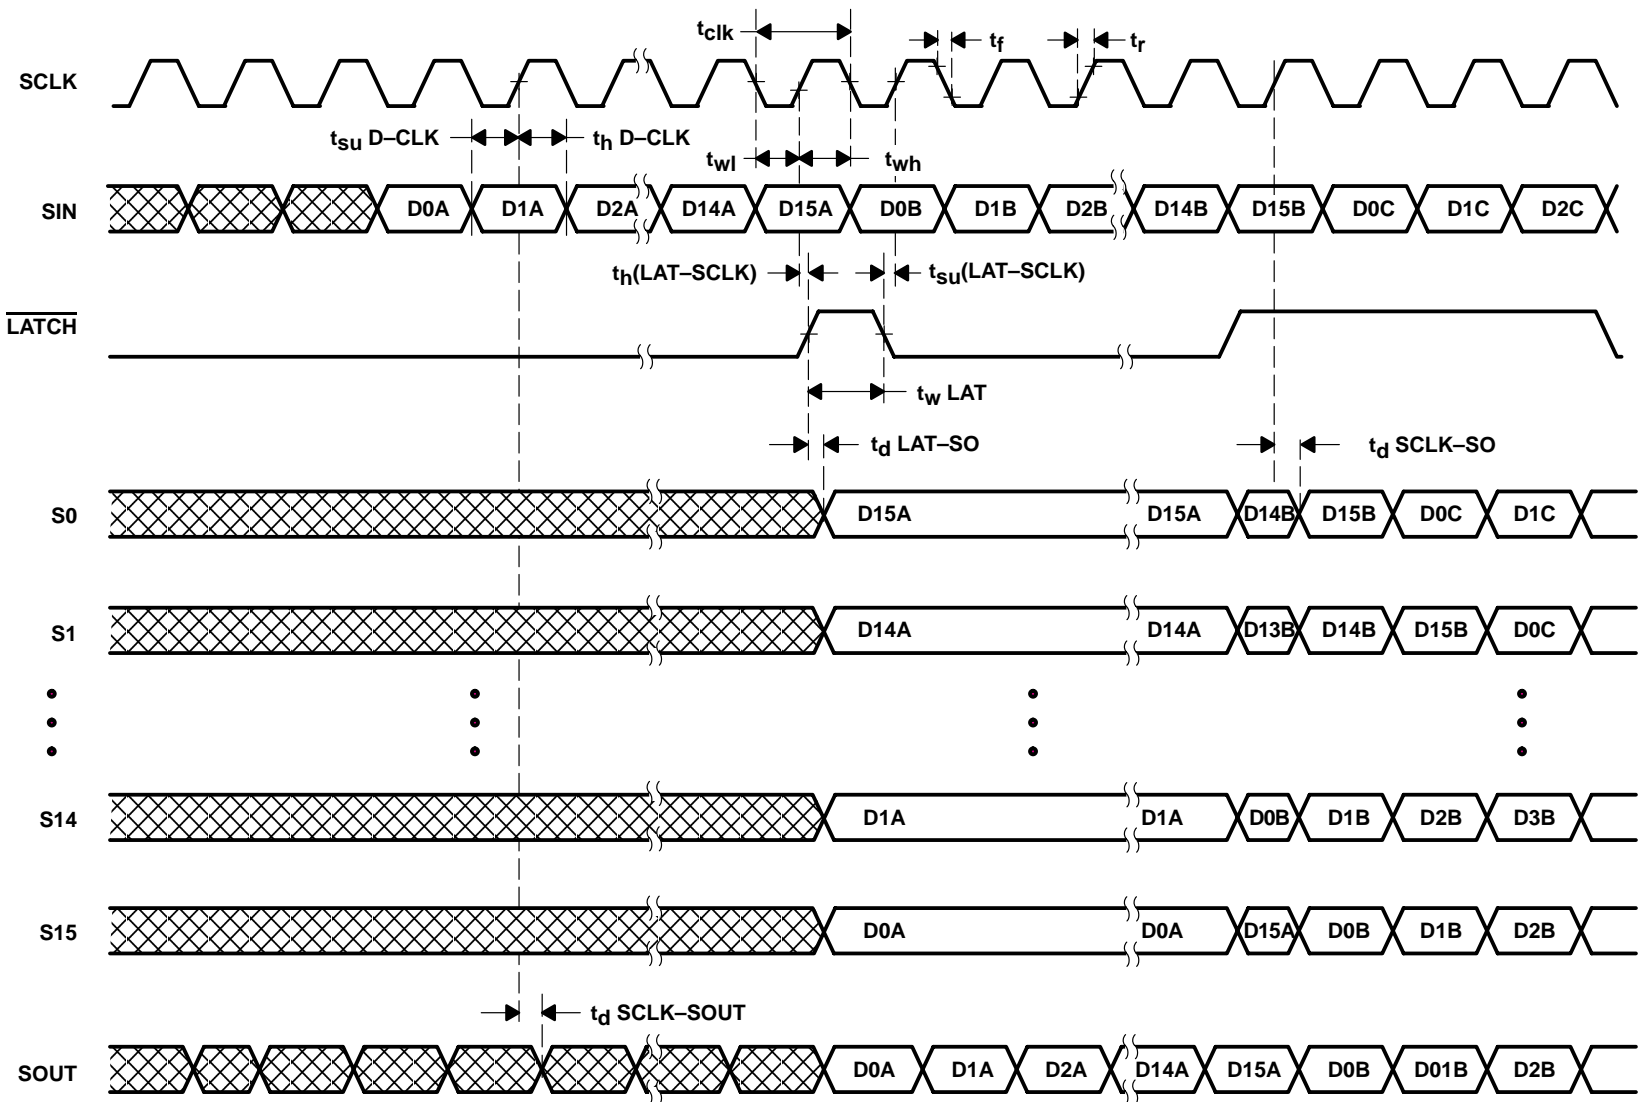 tclk
tf
tr
SCLK
tsu D–CLK
th D–CLK
twl
twh
SIN
D0A D1A D2A D14A D15A D0B D1B D2B D14B D15B D0C D1C D2C
th(LAT–SCLK)
tsu(LAT–SCLK)
LATCH
tw LAT
td LAT–SO
td SCLK–SO
S0
D15A D15A D14B D15B D0C D1C
S1
D14A D14A D13B D14B D15B D0C
S14
D1A D1A D0B D1B D2B D3B
S15
D0A D0A D15A D0B D1B D2B
td SCLK–SOUT
SOUT
D0A D1A D2A D14A D15A D0B D01B D2B